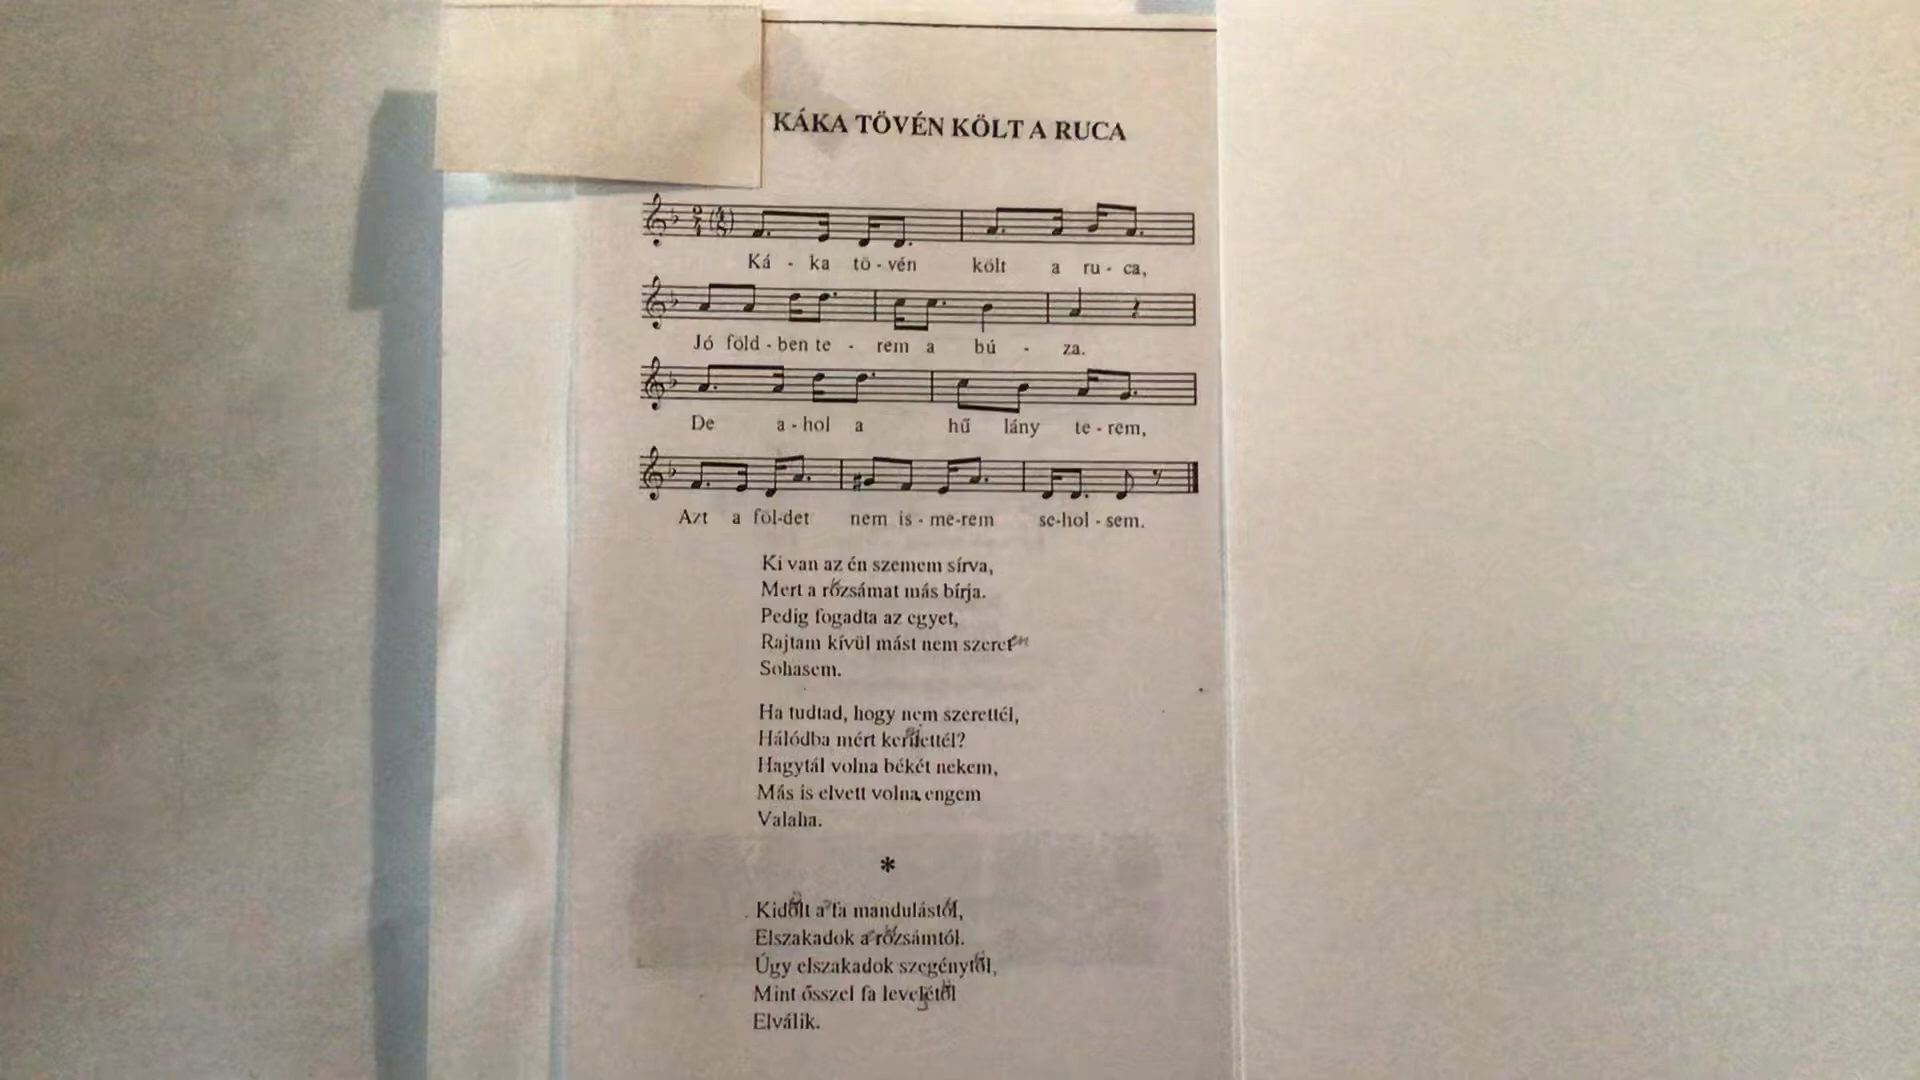 KÁKA TÖVÉN KÖLT A RUCA
Ká - ka tö - vén költ a ru - ca,
Jó föld - ben te - rem a bú - za.
De a - hol a hű lány te - rem,
Azt a föl-det nem is - me-rem se-hol - sem.
Ki van az én szemem sírva,
Mert a rózsámat más bírja.
Pedig fogadta az egyet,
Rajtam kívül mást nem szeret
Sohasem.
Ha tudtad, hogy nem szerettél,
Hálódba mért kerítettél?
Hagytál volna békét nekem,
Más is elvett volna engem
Valaha.
*
Kidőlt a fa mandulástól,
Elszakadok a rózsámtól.
Úgy elszakadok szegénytől,
Mint ősszel fa levelétől
Elválik.